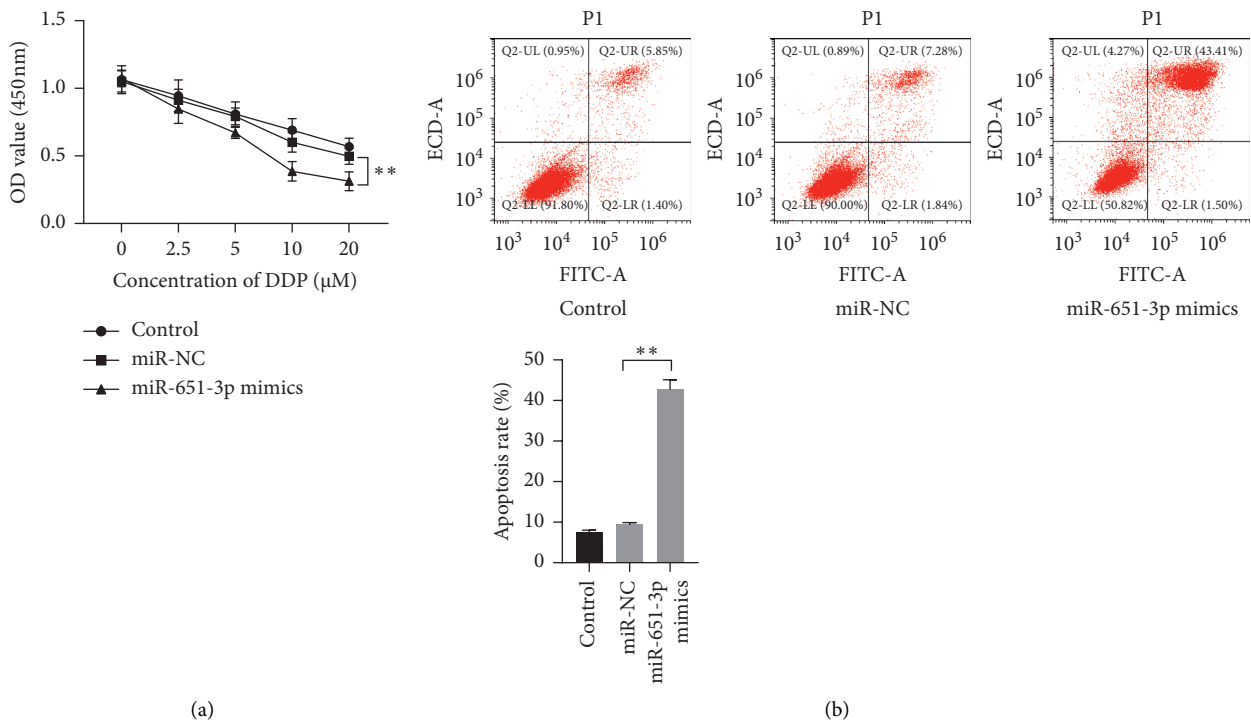 1.5
1.0
0.5
0.0
OD value (450nm)
**
0 2.5 5 10 20
Concentration of DDP (μM)
Control
miR-NC
miR-651-3p mimics
P1
Q2-UL (0.95%) Q2-UR (5.85%)
Q2-LL (91.80%) Q2-LR (1.40%)
10⁶
10⁵
10⁴
10³
ECD-A
10³ 10⁴ 10⁵ 10⁶
FITC-A
Control
P1
Q2-UL (0.89%) Q2-UR (7.28%)
Q2-LL (90.00%) Q2-LR (1.84%)
10⁶
10⁵
10⁴
10³
ECD-A
10³ 10⁴ 10⁵ 10⁶
FITC-A
miR-NC
P1
Q2-UL (4.27%) Q2-UR (43.41%)
Q2-LL (50.82%) Q2-LR (1.50%)
10⁶
10⁵
10⁴
10³
ECD-A
10³ 10⁴ 10⁵ 10⁶
FITC-A
miR-651-3p mimics
50
40
30
20
10
0
Apoptosis rate (%)
**
Control
miR-NC
miR-651-3p
mimics
(a)
(b)